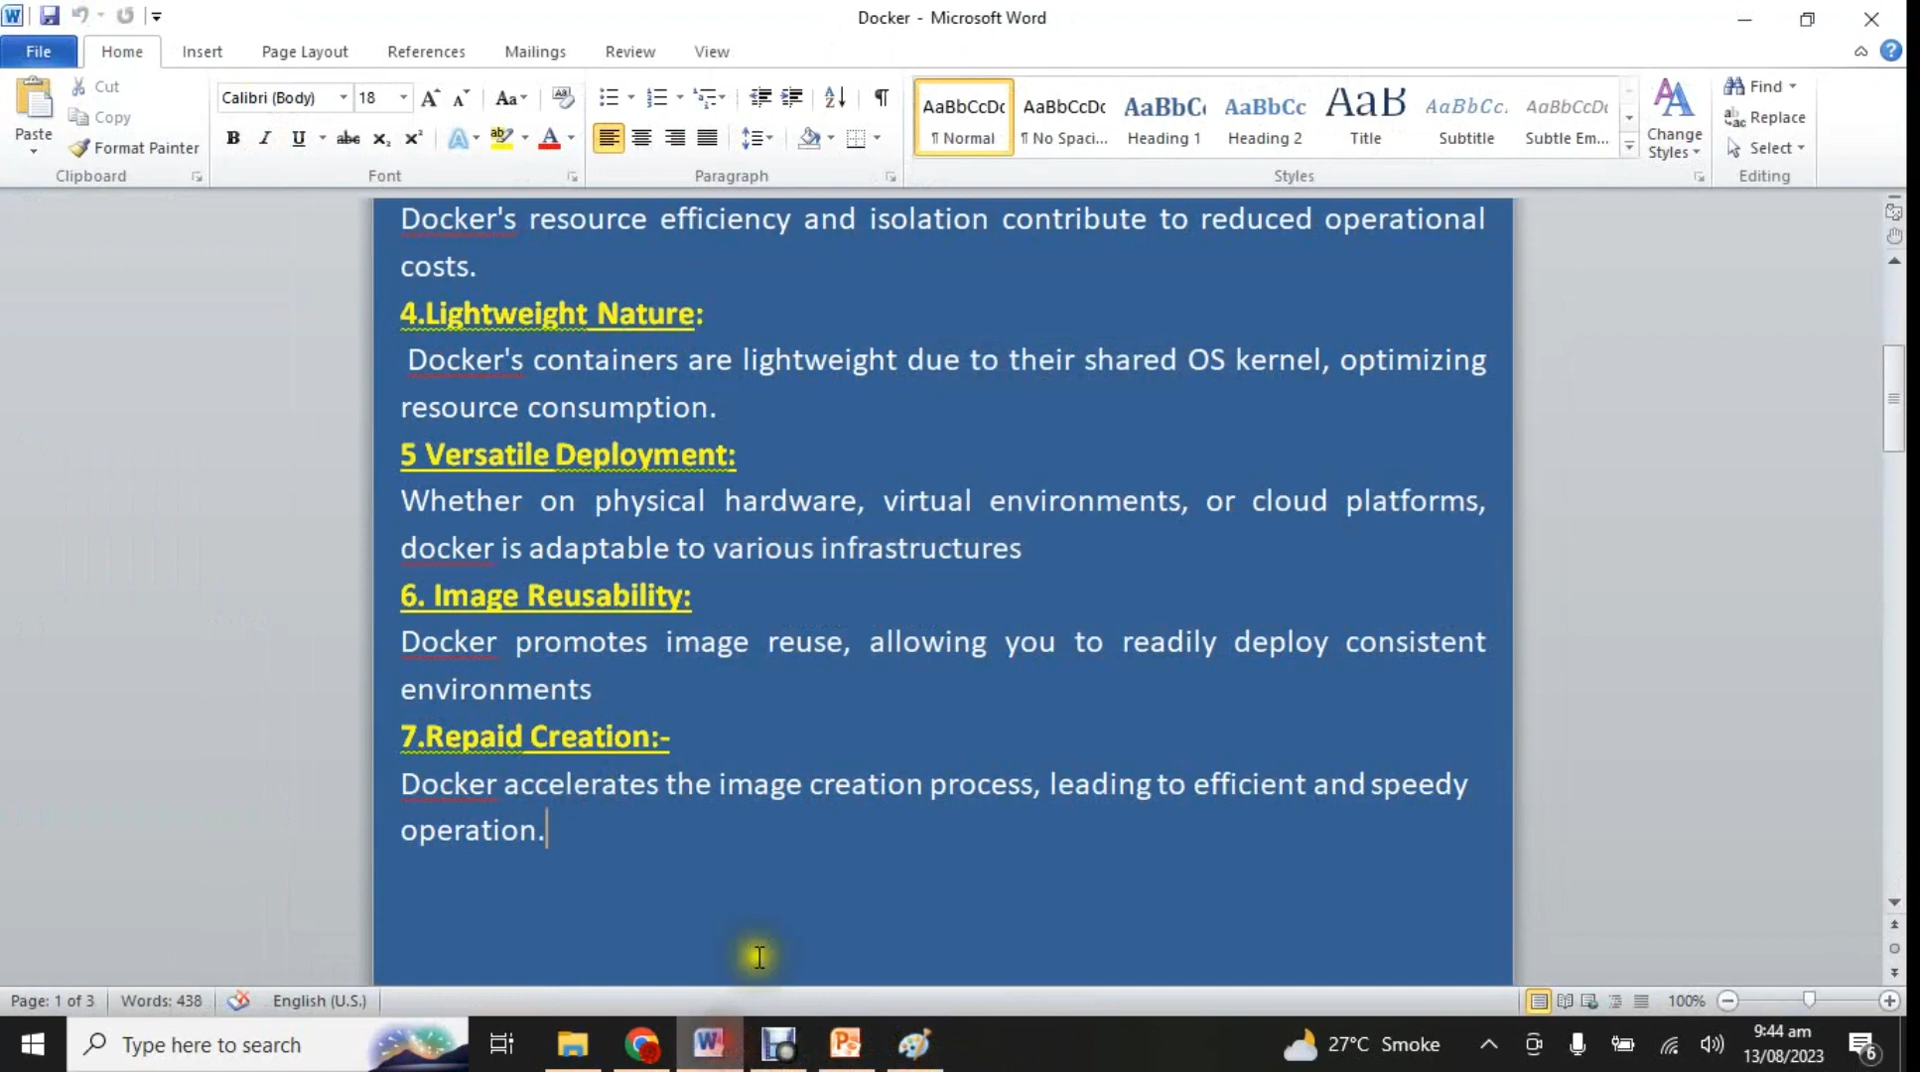 Docker - Microsoft Word
File Home Insert Page Layout References Mailings Review View
Cut
Copy
Format Painter
Paste
Clipboard
Calibri (Body) 18
Font
Paragraph
AaBbCcDc AaBbCcDc AaBbC AaBbCc AaB AaBbCc. AaBbCcDc
¶ Normal ¶ No Spaci... Heading 1 Heading 2 Title Subtitle Subtle Em...
Styles
Change Styles
Find
Replace
Select
Editing
Docker's resource efficiency and isolation contribute to reduced operational
costs.
4.Lightweight Nature:
Docker's containers are lightweight due to their shared OS kernel, optimizing
resource consumption.
5 Versatile Deployment:
Whether on physical hardware, virtual environments, or cloud platforms,
docker is adaptable to various infrastructures
6. Image Reusability:
Docker promotes image reuse, allowing you to readily deploy consistent
environments
7.Repaid Creation:-
Docker accelerates the image creation process, leading to efficient and speedy
operation.
Page: 1 of 3 Words: 438 English (U.S.) 100%
Type here to search
27°C Smoke
9:44 am
13/08/2023
6